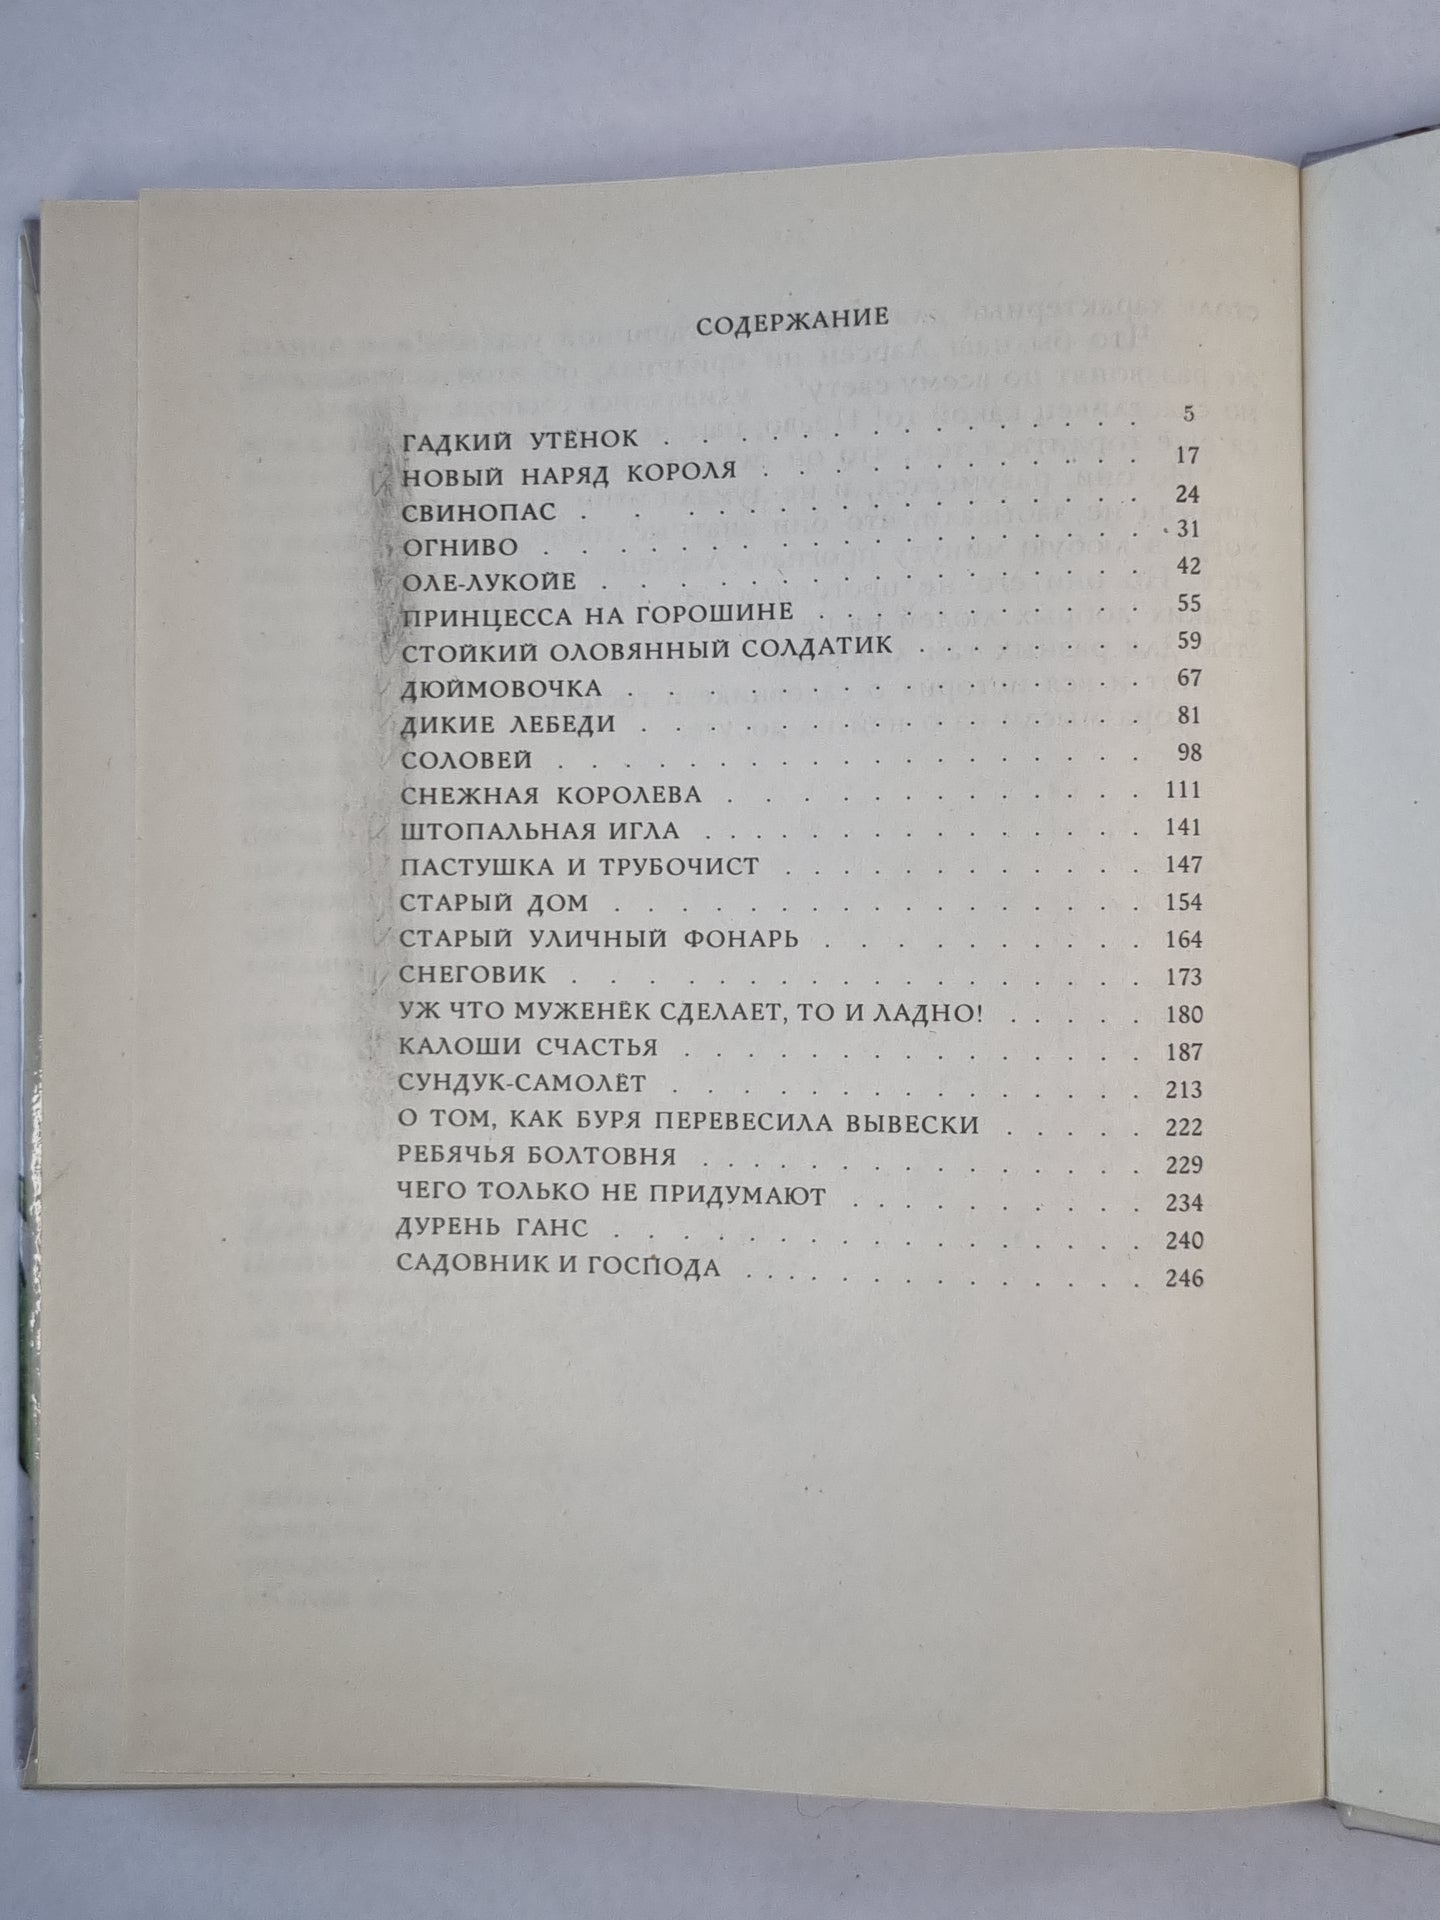 СОДЕРЖАНИЕ
ГАДКИЙ УТЁНОК . . . . . . . . . . . . . . . 5
НОВЫЙ НАРЯД КОРОЛЯ . . . . . . . . . . . . 17
СВИНОПАС . . . . . . . . . . . . . . . . . 24
ОГНИВО . . . . . . . . . . . . . . . . . . 31
ОЛЕ-ЛУКОЙЕ . . . . . . . . . . . . . . . . 42
ПРИНЦЕССА НА ГОРОШИНЕ . . . . . . . . . . 55
СТОЙКИЙ ОЛОВЯННЫЙ СОЛДАТИК . . . . . . . 59
ДЮЙМОВОЧКА . . . . . . . . . . . . . . . . 67
ДИКИЕ ЛЕБЕДИ . . . . . . . . . . . . . . . 81
СОЛОВЕЙ . . . . . . . . . . . . . . . . . . 98
СНЕЖНАЯ КОРОЛЕВА . . . . . . . . . . . . . 111
ШТОПАЛЬНАЯ ИГЛА . . . . . . . . . . . . . 141
ПАСТУШКА И ТРУБОЧИСТ . . . . . . . . . . . 147
СТАРЫЙ ДОМ . . . . . . . . . . . . . . . . 154
СТАРЫЙ УЛИЧНЫЙ ФОНАРЬ . . . . . . . . . . 164
СНЕГОВИК . . . . . . . . . . . . . . . . . 173
УЖ ЧТО МУЖЕНЁК СДЕЛАЕТ, ТО И ЛАДНО! . . . . . 180
КАЛОШИ СЧАСТЬЯ . . . . . . . . . . . . . . 187
СУНДУК-САМОЛЁТ . . . . . . . . . . . . . . 213
О ТОМ, КАК БУРЯ ПЕРЕВЕСИЛА ВЫВЕСКИ . . . . . 222
РЕБЯЧЬЯ БОЛТОВНЯ . . . . . . . . . . . . . 229
ЧЕГО ТОЛЬКО НЕ ПРИДУМАЮТ . . . . . . . . . 234
ДУРЕНЬ ГАНС . . . . . . . . . . . . . . . . 240
САДОВНИК И ГОСПОДА . . . . . . . . . . . . 246